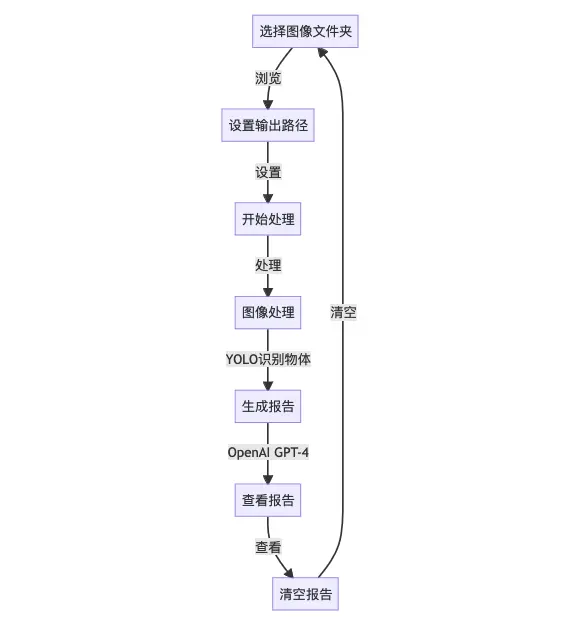 选择图像文件夹
浏览
设置输出路径
设置
开始处理
处理
图像处理
清空
YOLO识别物体
生成报告
OpenAI GPT-4
查看报告
查看
清空报告